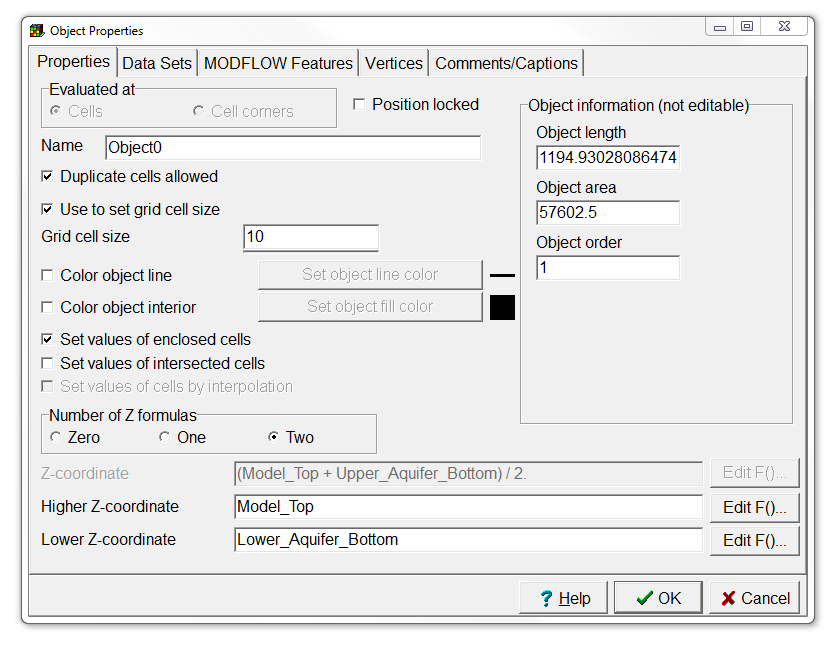 Object Properties
Properties Data Sets MODFLOW Features Vertices Comments/Captions
Evaluated at
Cells Cell corners
Position locked
Name Object0
Duplicate cells allowed
Use to set grid cell size
Grid cell size 10
Color object line Set object line color
Color object interior Set object fill color
Set values of enclosed cells
Set values of intersected cells
Set values of cells by interpolation
Object information (not editable)
Object length
1194.93028086474
Object area
57602.5
Object order
1
Number of Z formulas
Zero One Two
Z-coordinate (Model_Top + Upper_Aquifer_Bottom) / 2. Edit F()...
Higher Z-coordinate Model_Top Edit F()...
Lower Z-coordinate Lower_Aquifer_Bottom Edit F()...
? Help OK Cancel